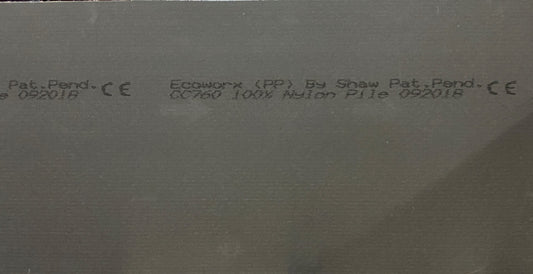 Pat.Pend. CE Ecoworx (PP) By Shaw Pat.Pend. CE
e 092018 CC760 100% Nylon Pile 092018